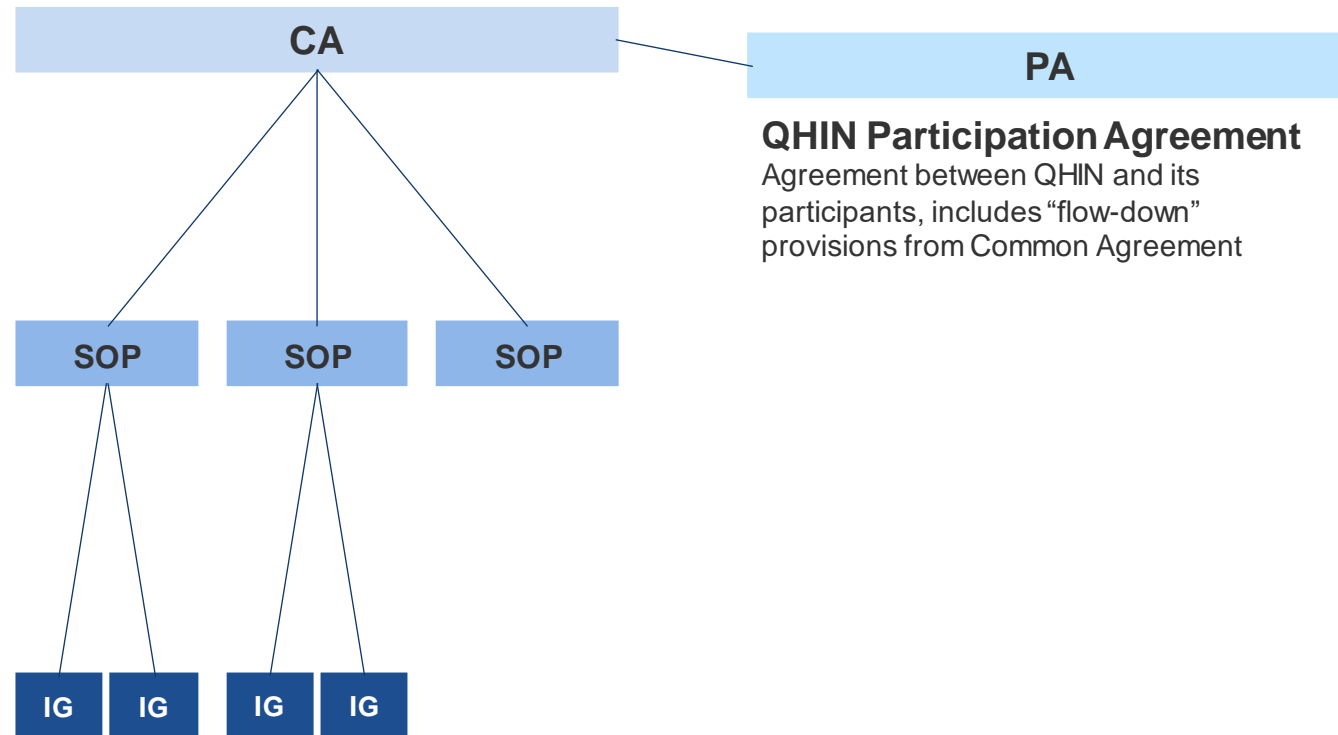 CA
PA
QHIN Participation Agreement
Agreement between QHIN and its
participants, includes “flow-down”
provisions from Common Agreement
SOP
SOP
SOP
IG
IG
IG
IG